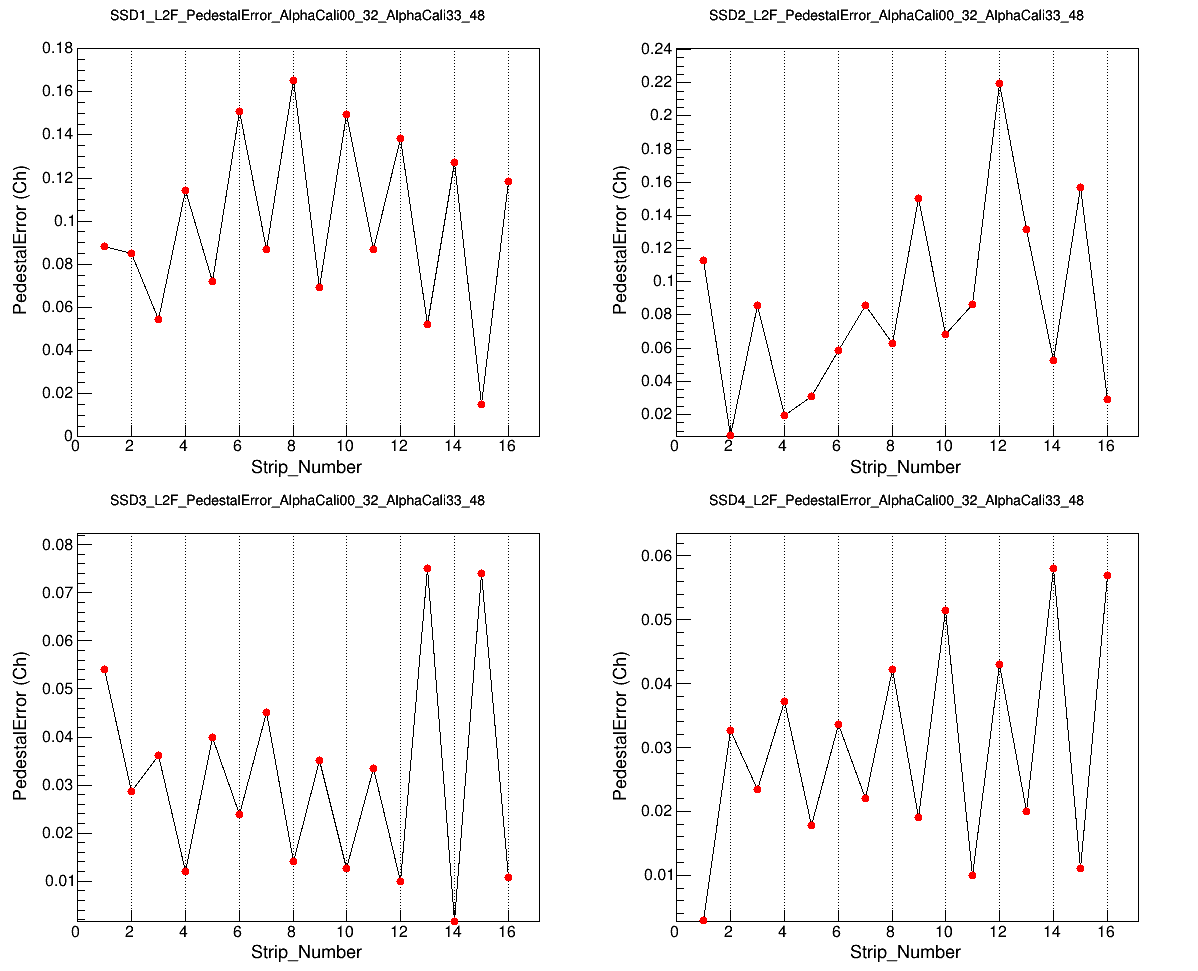 SSD1_L2F_PedestalError_AlphaCali00_32_AlphaCali33_48
PedestalError (Ch)
0.18
0.16
0.14
0.12
0.1
0.08
0.06
0.04
0.02
0
0 2 4 6 8 10 12 14 16
Strip_Number
SSD2_L2F_PedestalError_AlphaCali00_32_AlphaCali33_48
PedestalError (Ch)
0.24
0.22
0.2
0.18
0.16
0.14
0.12
0.1
0.08
0.06
0.04
0.02
0 2 4 6 8 10 12 14 16
Strip_Number
SSD3_L2F_PedestalError_AlphaCali00_32_AlphaCali33_48
PedestalError (Ch)
0.08
0.07
0.06
0.05
0.04
0.03
0.02
0.01
0 2 4 6 8 10 12 14 16
Strip_Number
SSD4_L2F_PedestalError_AlphaCali00_32_AlphaCali33_48
PedestalError (Ch)
0.06
0.05
0.04
0.03
0.02
0.01
0 2 4 6 8 10 12 14 16
Strip_Number